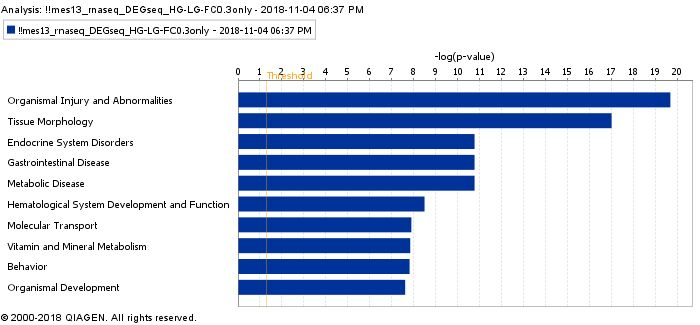 Analysis: !!mes13_rnaseq_DEGseq_HG-LG-FC0.3only - 2018-11-04 06:37 PM
!!mes13_rnaseq_DEGseq_HG-LG-FC0.3only - 2018-11-04 06:37 PM
-log(p-value)
0 1 2 3 4 5 6 7 8 9 10 11 12 13 14 15 16 17 18 19 20
Threshold
Organismal Injury and Abnormalities
Tissue Morphology
Endocrine System Disorders
Gastrointestinal Disease
Metabolic Disease
Hematological System Development and Function
Molecular Transport
Vitamin and Mineral Metabolism
Behavior
Organismal Development
© 2000-2018 QIAGEN. All rights reserved.